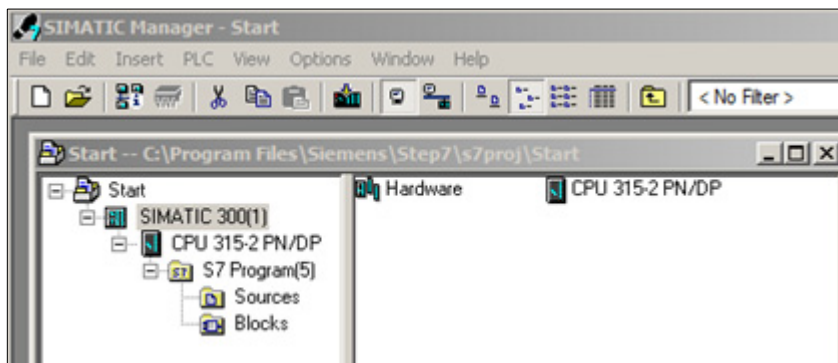 SIMATIC Manager - Start
File Edit Insert PLC View Options Window Help
< No Filter >
Start -- C:\Program Files\Siemens\Step7\s7proj\Start
Start
Hardware
CPU 315-2 PN/DP
SIMATIC 300(1)
CPU 315-2 PN/DP
S7 Program(5)
Sources
Blocks